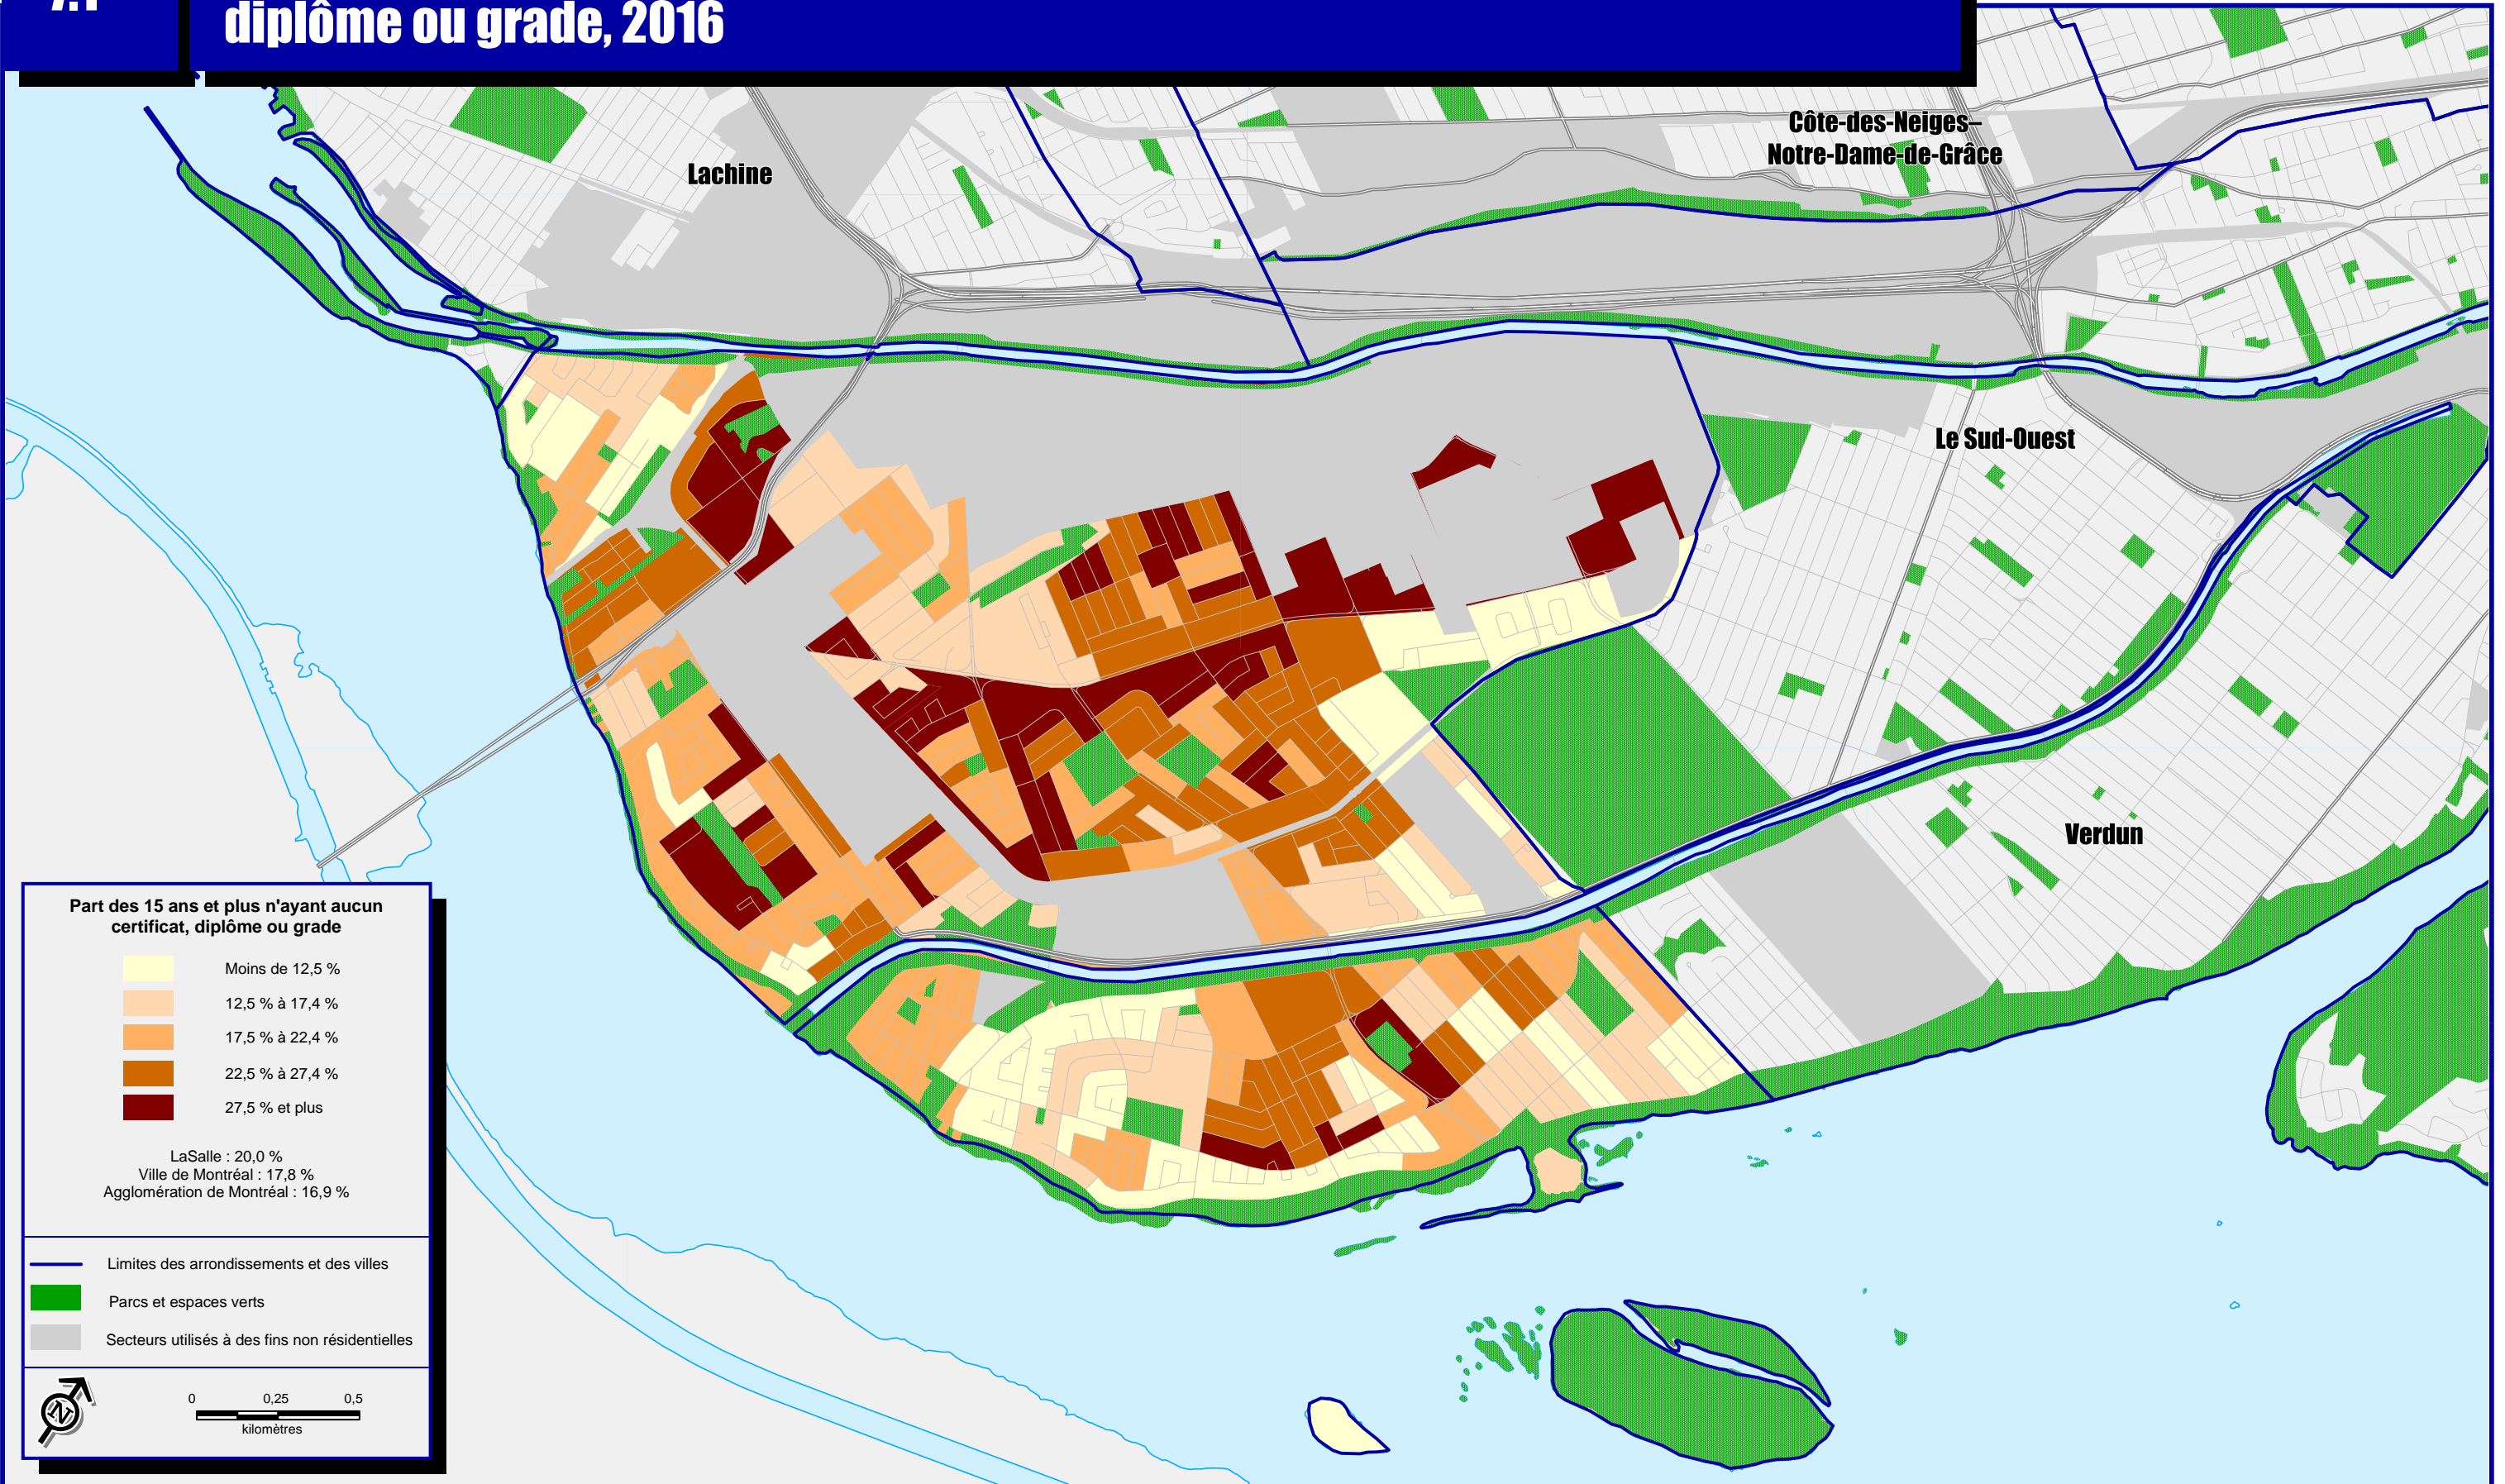 7.1
diplôme ou grade, 2016
Lachine
Côte-des-Neiges–
Notre-Dame-de-Grâce
Le Sud-Ouest
Verdun
Part des 15 ans et plus n'ayant aucun
certificat, diplôme ou grade
Moins de 12,5 %
12,5 % à 17,4 %
17,5 % à 22,4 %
22,5 % à 27,4 %
27,5 % et plus
LaSalle : 20,0 %
Ville de Montréal : 17,8 %
Agglomération de Montréal : 16,9 %
Limites des arrondissements et des villes
Parcs et espaces verts
Secteurs utilisés à des fins non résidentielles
N
0 0,25 0,5
kilomètres